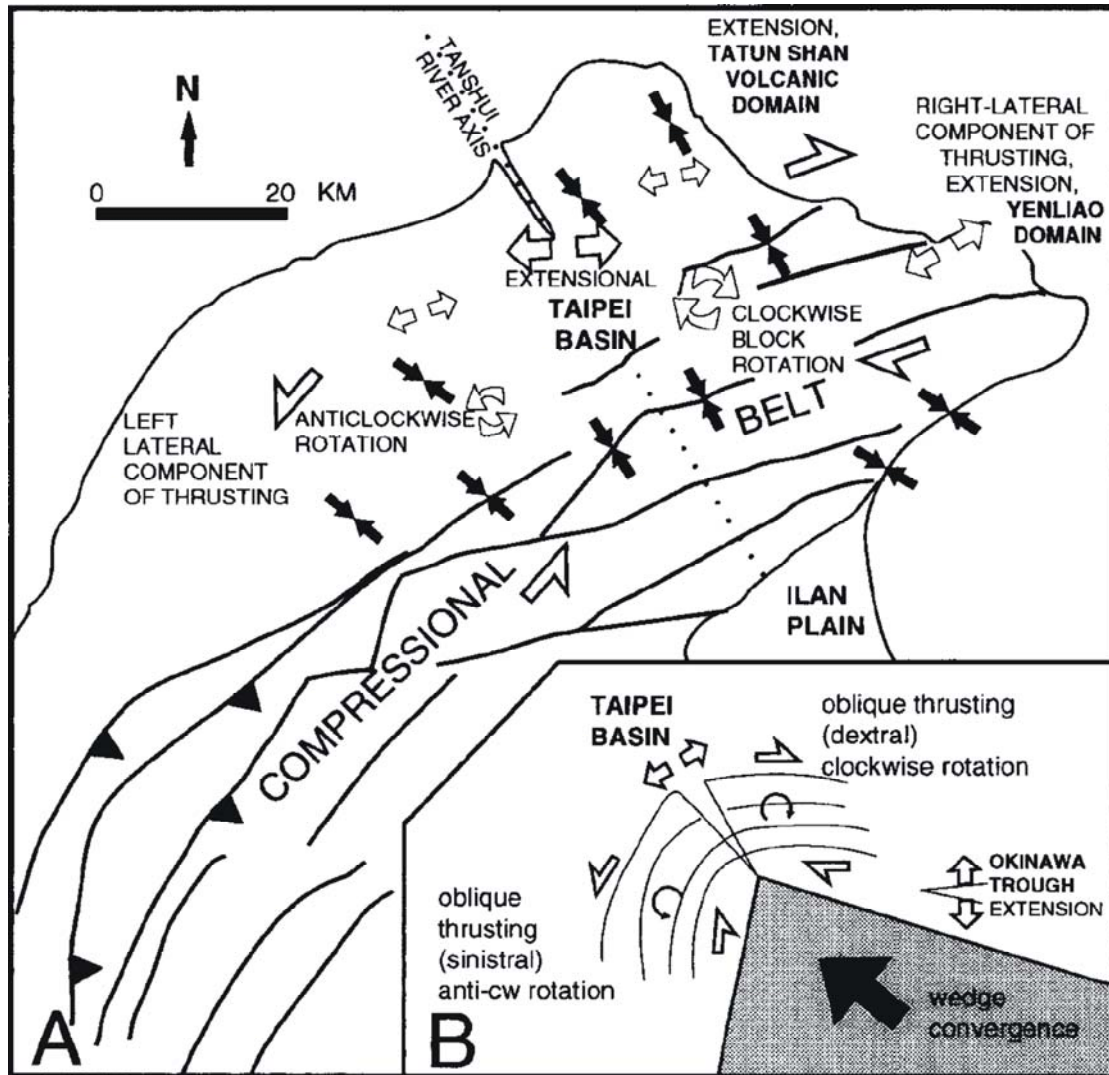 N
0 20 KM
TANSHUI
RIVER AXIS
EXTENSION,
TATUN SHAN
VOLCANIC
DOMAIN
RIGHT-LATERAL
COMPONENT OF
THRUSTING,
EXTENSION,
YENLIAO
DOMAIN
EXTENSIONAL
TAIPEI
BASIN
CLOCKWISE
BLOCK
ROTATION
LEFT
LATERAL
COMPONENT
OF THRUSTING
ANTICLOCKWISE
ROTATION
COMPRESSIONAL
BELT
ILAN
PLAIN
A
TAIPEI
BASIN
oblique thrusting
(dextral)
clockwise rotation
OKINAWA
TROUGH
EXTENSION
oblique
thrusting
(sinistral)
anti-cw rotation
wedge
convergence
B